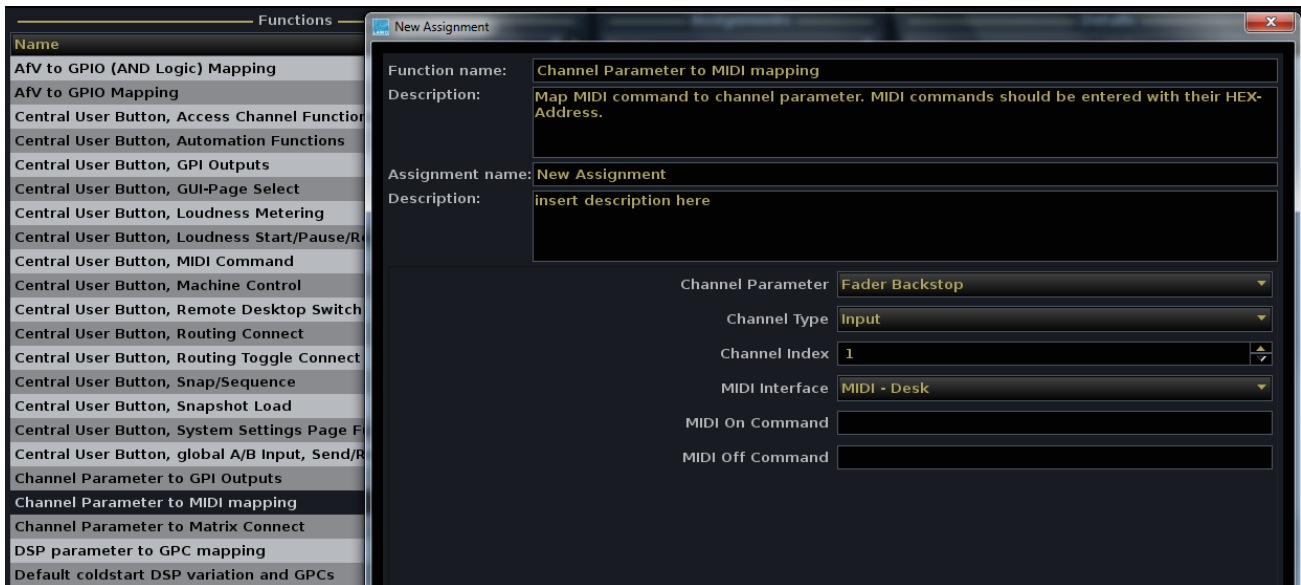 Functions
Name
AfV to GPIO (AND Logic) Mapping
AfV to GPIO Mapping
Central User Button, Access Channel Function
Central User Button, Automation Functions
Central User Button, GPI Outputs
Central User Button, GUI-Page Select
Central User Button, Loudness Metering
Central User Button, Loudness Start/Pause/Re
Central User Button, MIDI Command
Central User Button, Machine Control
Central User Button, Remote Desktop Switch
Central User Button, Routing Connect
Central User Button, Routing Toggle Connect
Central User Button, Snap/Sequence
Central User Button, Snapshot Load
Central User Button, System Settings Page F
Central User Button, global A/B Input, Send/R
Channel Parameter to GPI Outputs
Channel Parameter to MIDI mapping
Channel Parameter to Matrix Connect
DSP parameter to GPC mapping
Default coldstart DSP variation and GPCs
New Assignment
Function name: Channel Parameter to MIDI mapping
Description: Map MIDI command to channel parameter. MIDI commands should be entered with their HEX-
Address.
Assignment name: New Assignment
Description: insert description here
Channel Parameter Fader Backstop
Channel Type Input
Channel Index 1
MIDI Interface MIDI - Desk
MIDI On Command
MIDI Off Command